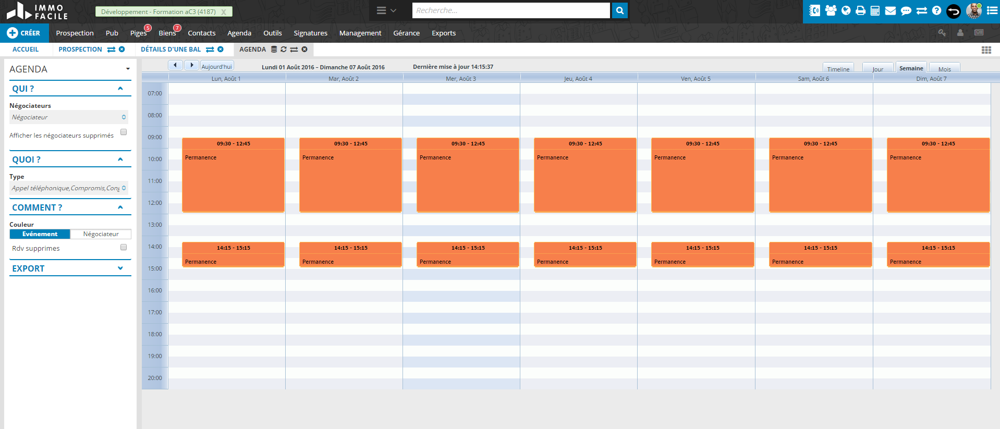 IMMO
FACILE
Développement - Formation aC3 (4187) X
Recherche...
CRÉER
Prospection
Pub
Piges 5
Biens 7
Contacts
Agenda
Outils
Signatures
Management
Gérance
Exports
ACCUEIL
PROSPECTION
DÉTAILS D'UNE BAL
AGENDA
AGENDA
QUI ?
Négociateurs
Négociateur
Afficher les négociateurs supprimés
QUOI ?
Type
Appel téléphonique,Compromis,Cong
COMMENT ?
Couleur
Evénement
Négociateur
Rdv supprimes
EXPORT
Aujourd'hui
Lundi 01 Août 2016 – Dimanche 07 Août 2016
Dernière mise à jour 14:15:37
Timeline
Jour
Semaine
Mois
Lun, Août 1
Mar, Août 2
Mer, Août 3
Jeu, Août 4
Ven, Août 5
Sam, Août 6
Dim, Août 7
07:00
08:00
09:00
09:30 - 12:45 09:30 - 12:45 09:30 - 12:45 09:30 - 12:45 09:30 - 12:45 09:30 - 12:45 09:30 - 12:45
Permanence Permanence Permanence Permanence Permanence Permanence Permanence
10:00
11:00
12:00
13:00
14:00
14:15 - 15:15 14:15 - 15:15 14:15 - 15:15 14:15 - 15:15 14:15 - 15:15 14:15 - 15:15 14:15 - 15:15
Permanence Permanence Permanence Permanence Permanence Permanence Permanence
15:00
16:00
17:00
18:00
19:00
20:00